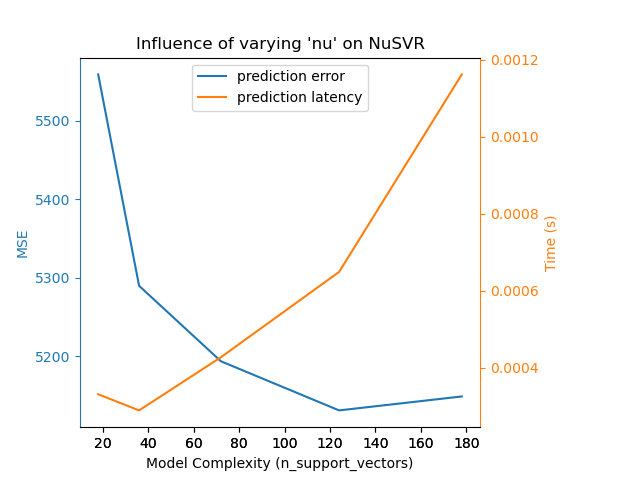 Influence of varying 'nu' on NuSVR
prediction error
prediction latency
MSE
5500
5400
5300
5200
0.0012
0.0010
0.0008
0.0006
0.0004
Time (s)
20 40 60 80 100 120 140 160 180
Model Complexity (n_support_vectors)